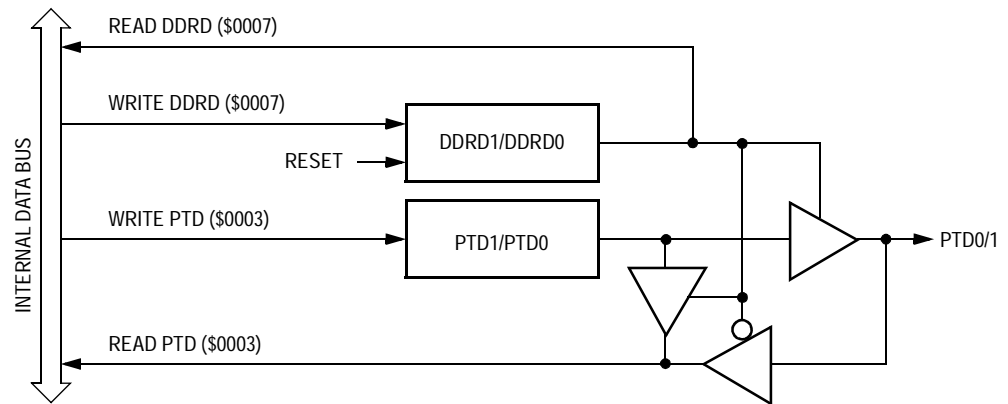 READ DDRD ($0007)
WRITE DDRD ($0007)
DDRD1/DDRD0
RESET
WRITE PTD ($0003)
PTD1/PTD0
PTD0/1
READ PTD ($0003)
INTERNAL DATA BUS